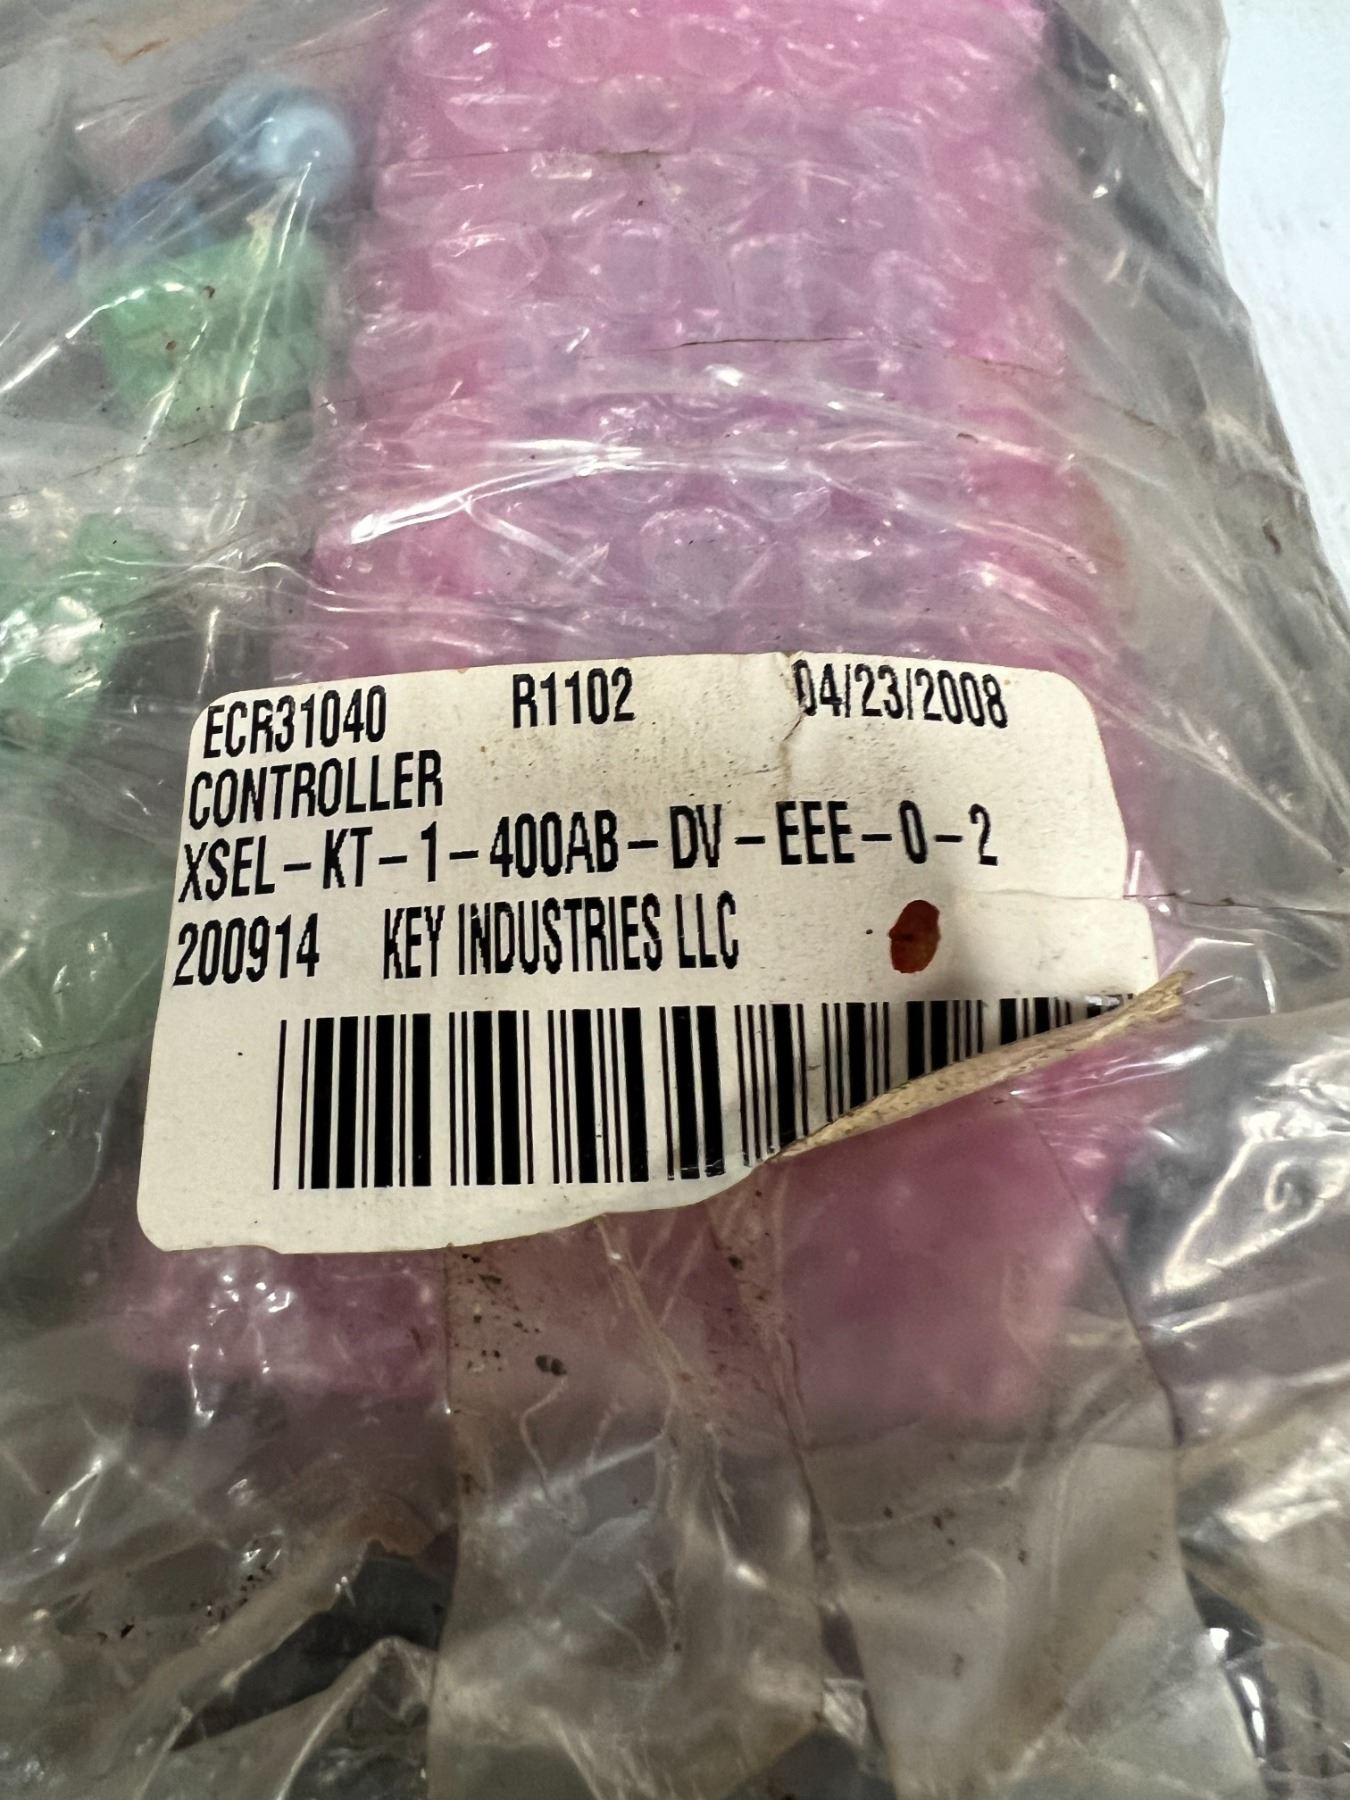 ECR31040 R1102 04/23/2008
CONTROLLER
XSEL-KT-1-400AB-DV-EEE-0-2
200914 KEY INDUSTRIES LLC